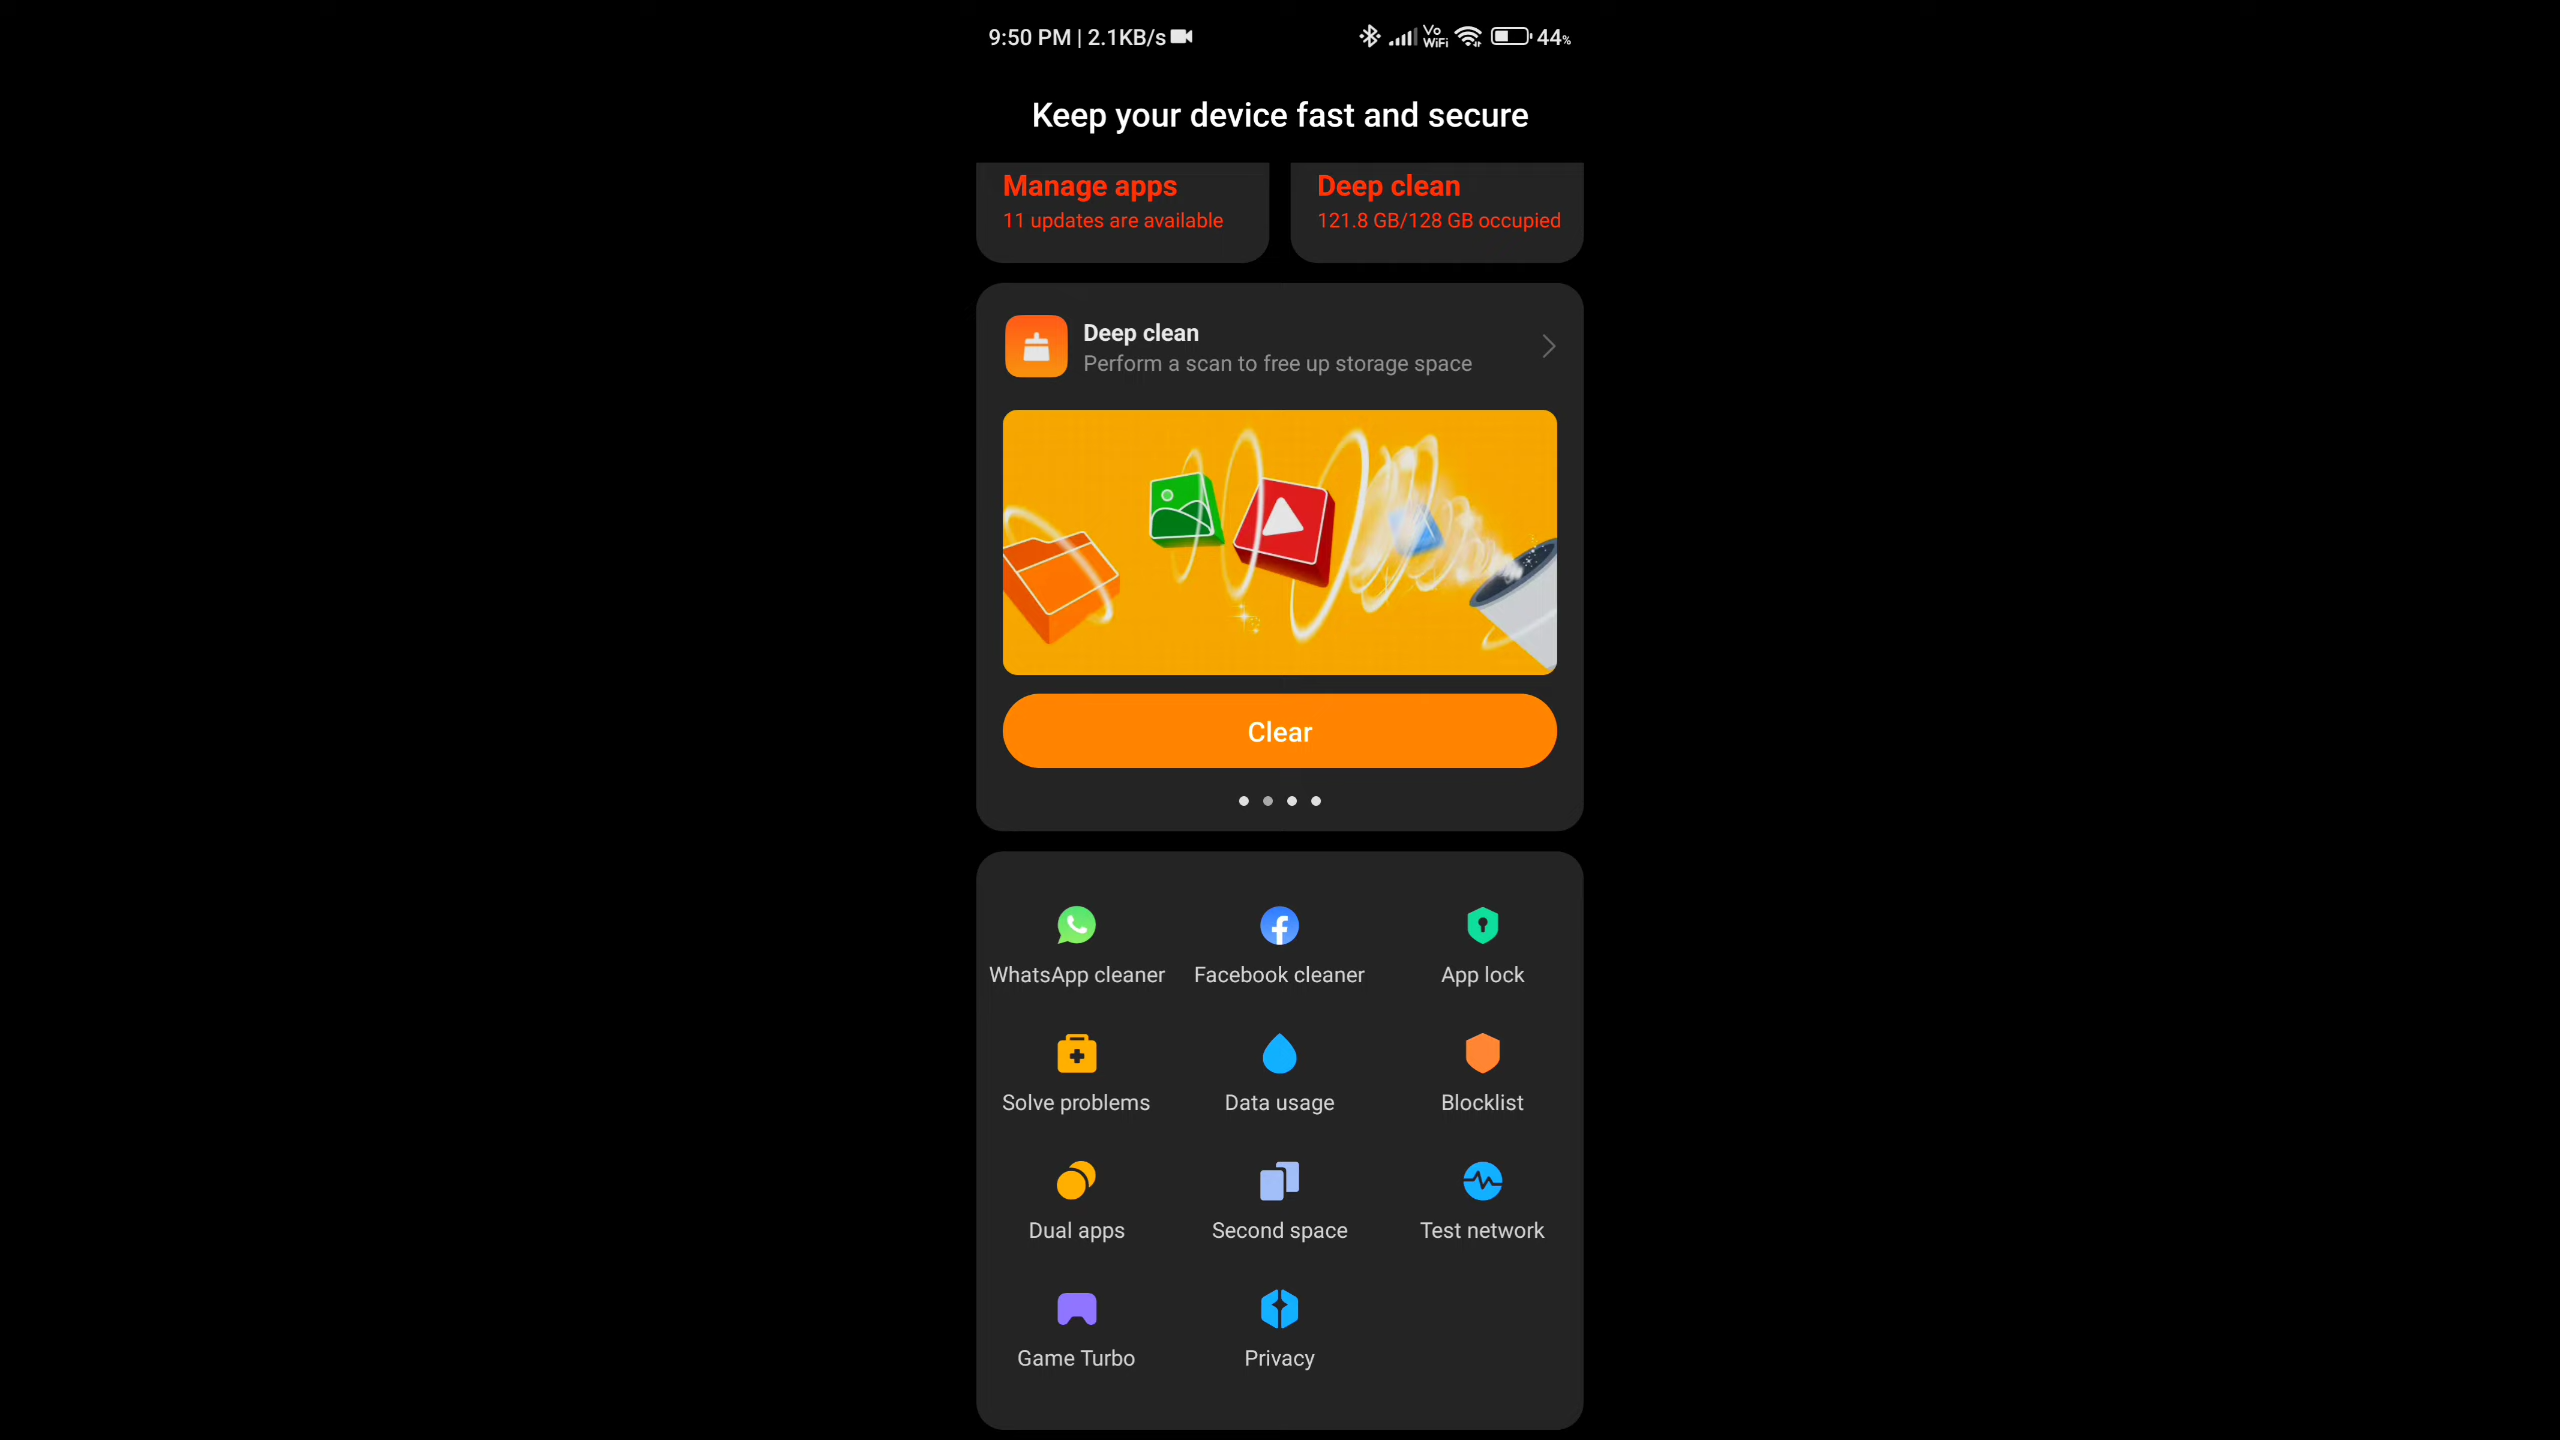 9:50 PM | 2.1KB/s
Vo WiFi 44%
Keep your device fast and secure
Manage apps
11 updates are available
Deep clean
121.8 GB/128 GB occupied
Deep clean
Perform a scan to free up storage space
Clear
WhatsApp cleaner
Facebook cleaner
App lock
Solve problems
Data usage
Blocklist
Dual apps
Second space
Test network
Game Turbo
Privacy